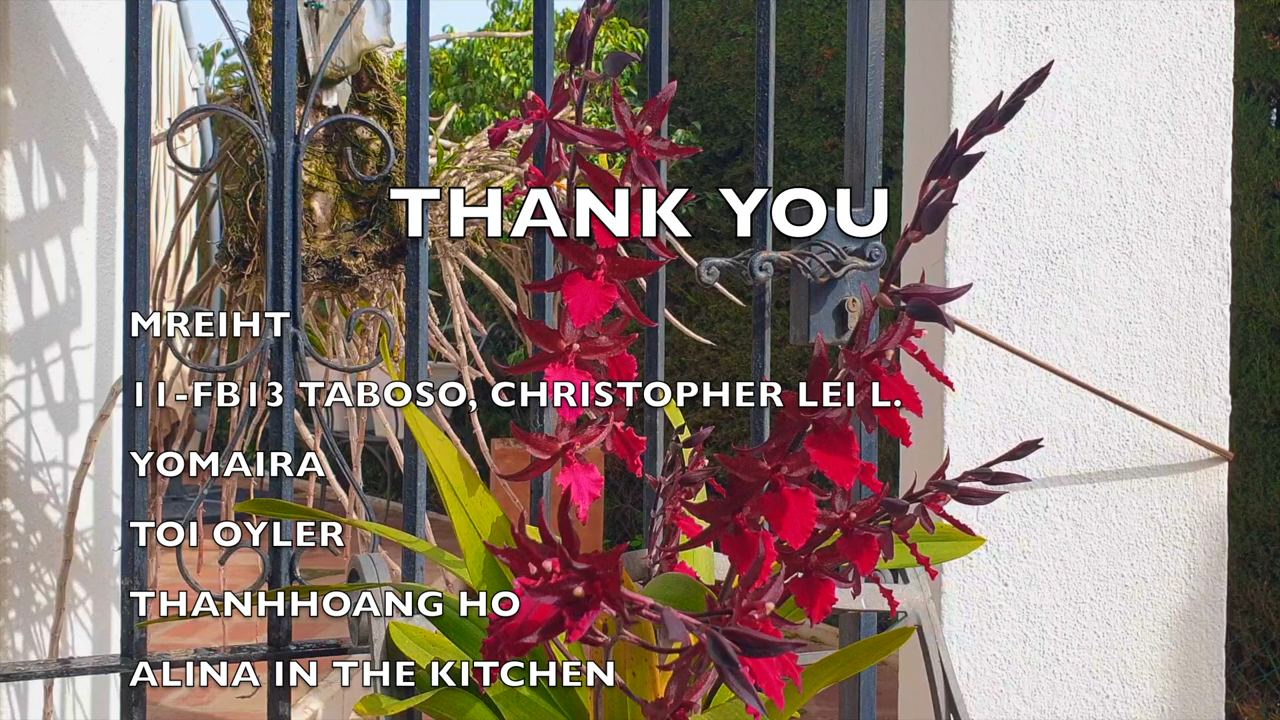 THANK YOU
MREIHT
11-FB13 TABOSO, CHRISTOPHER LEI L.
YOMAIRA
TOI OYLER
THANHHOANG HO
ALINA IN THE KITCHEN